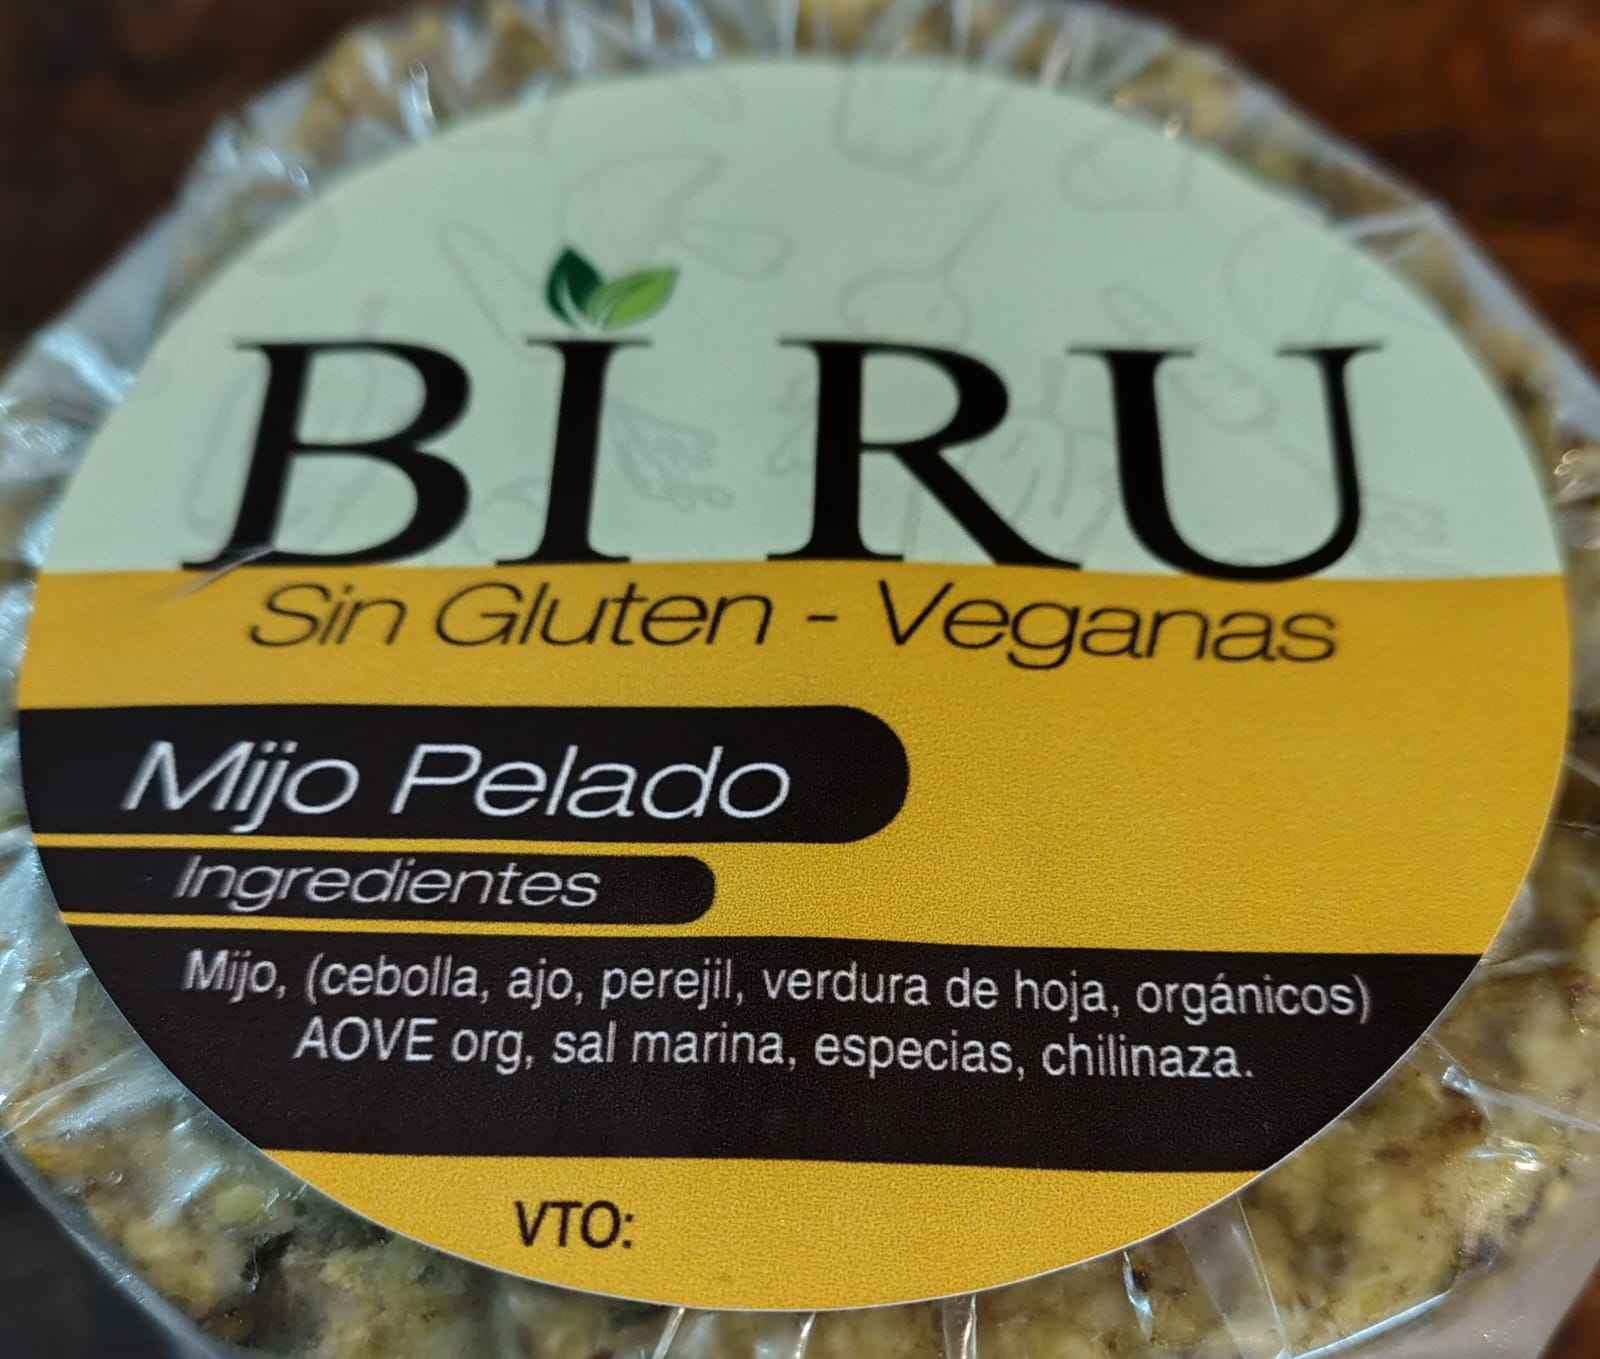 BI RU
Sin Gluten - Veganas
Mijo Pelado
Ingredientes
Mijo, (cebolla, ajo, perejil, verdura de hoja, orgánicos)
AOVE org, sal marina, especias, chilinaza.
VTO: